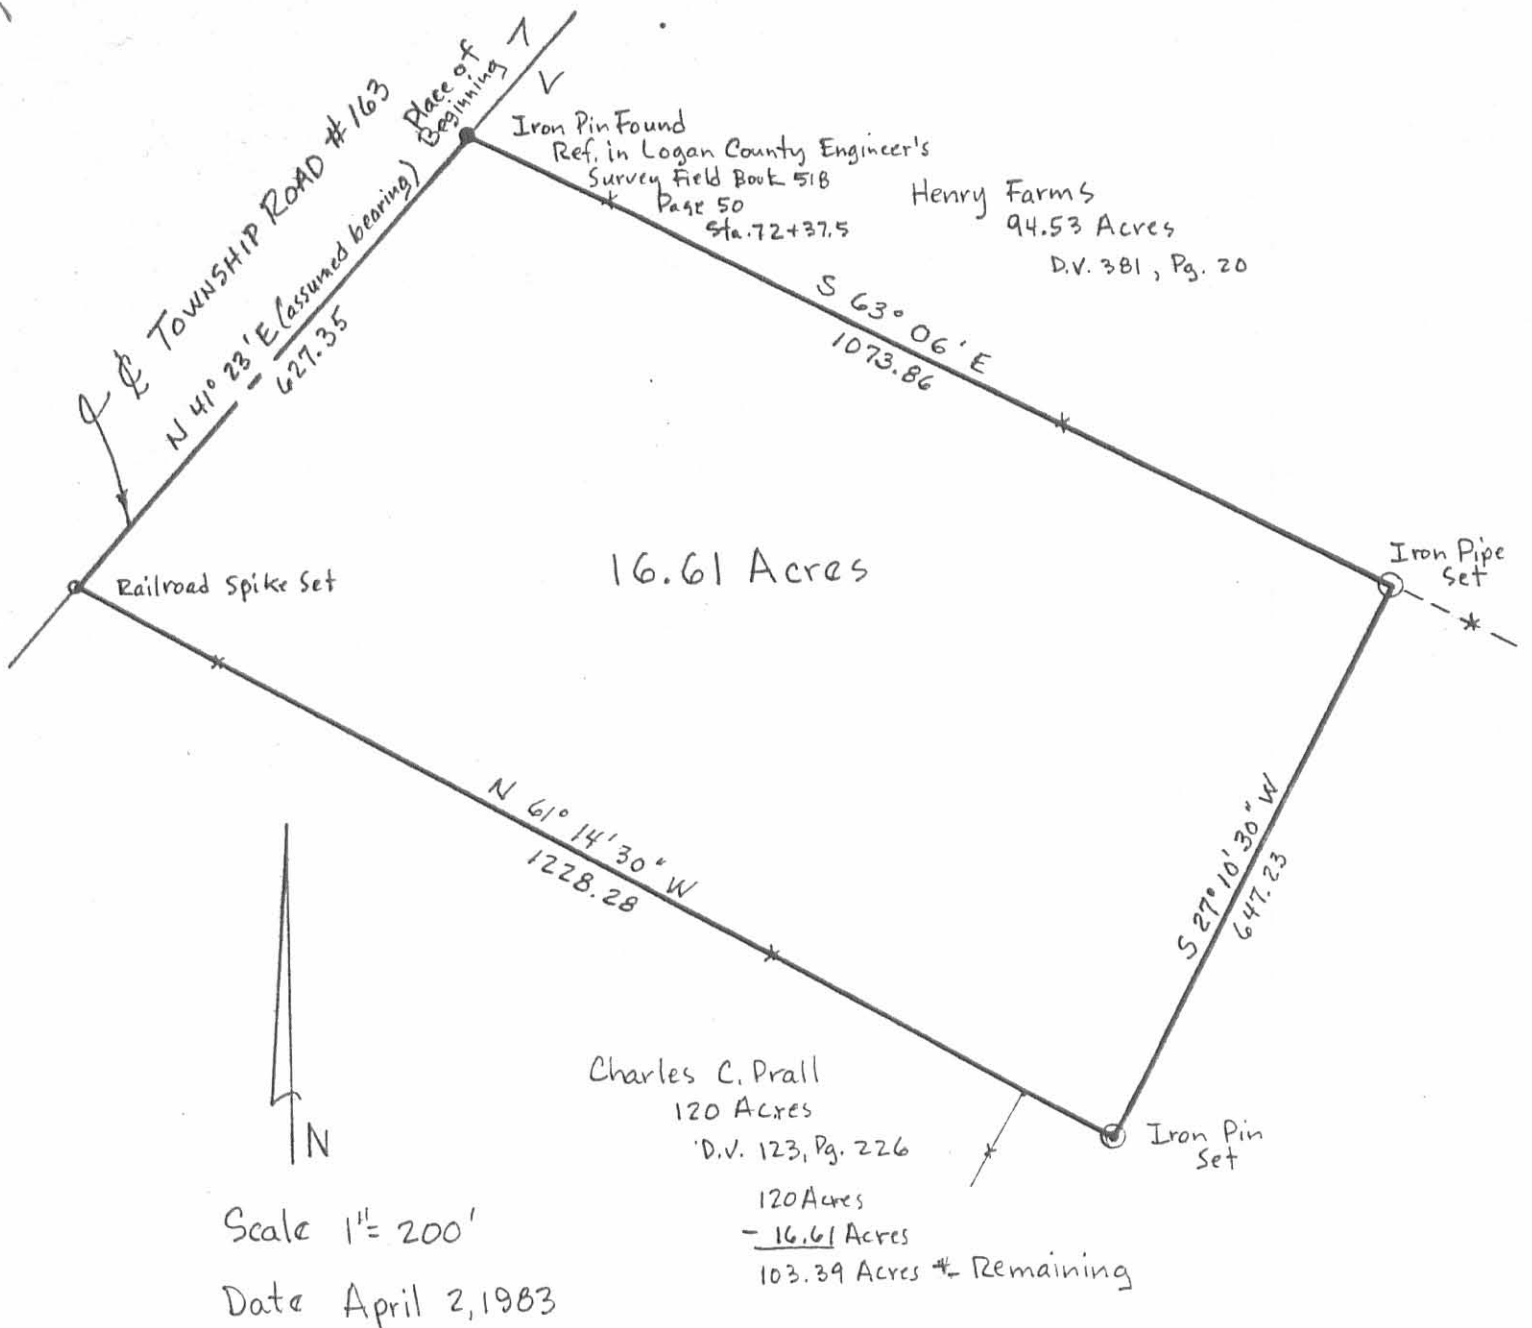 Place of
Beginning
℄ TOWNSHIP ROAD #163
N 41° 23' E (assumed bearing)
627.35
Iron Pin Found
Ref. in Logan County Engineer's
Survey Field Book 51B
Page 50
Sta. 72+37.5
Henry Farms
94.53 Acres
D.V. 381, Pg. 20
S 63° 06' E
1073.86
Iron Pipe
Set
Railroad Spike Set
16.61 Acres
N 61° 14' 30" W
1228.28
S 27° 10' 30" W
647.23
Iron Pin
Set
Charles C. Prall
120 Acres
D.V. 123, Pg. 226
120 Acres
- 16.61 Acres
103.39 Acres ± Remaining
N
Scale 1" = 200'
Date April 2, 1983